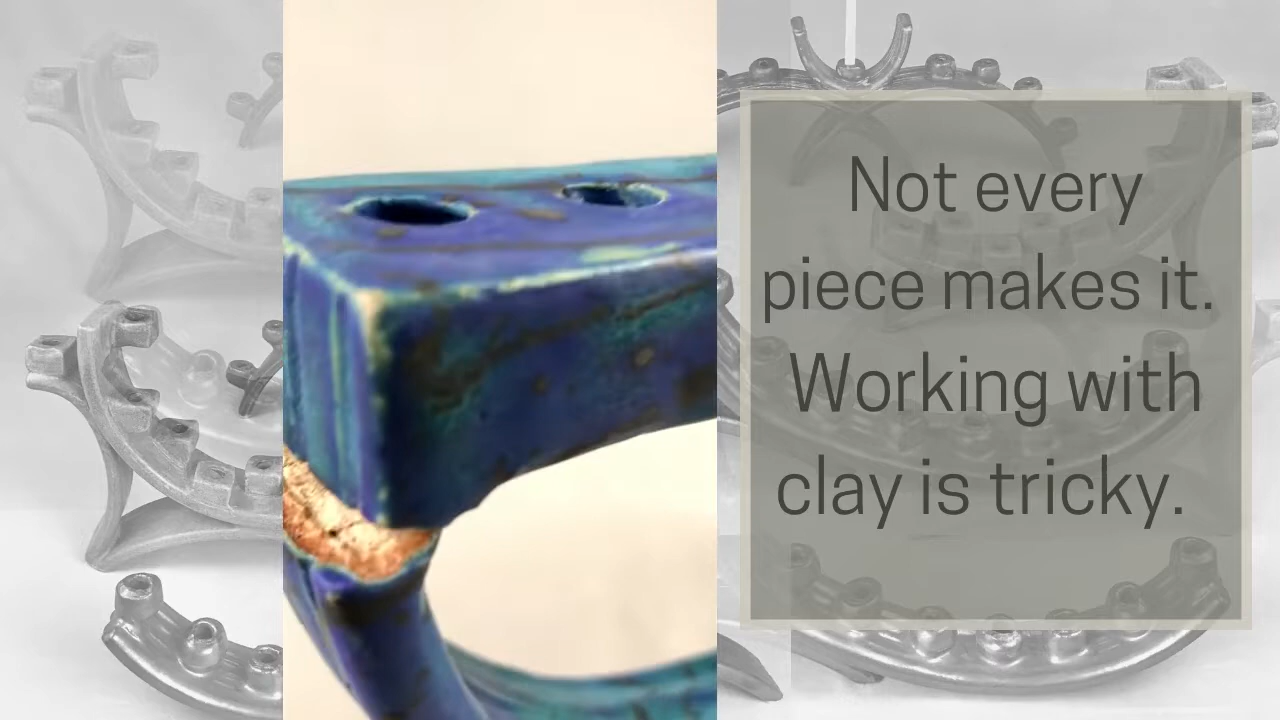 Not every
piece makes it.
Working with
clay is tricky.